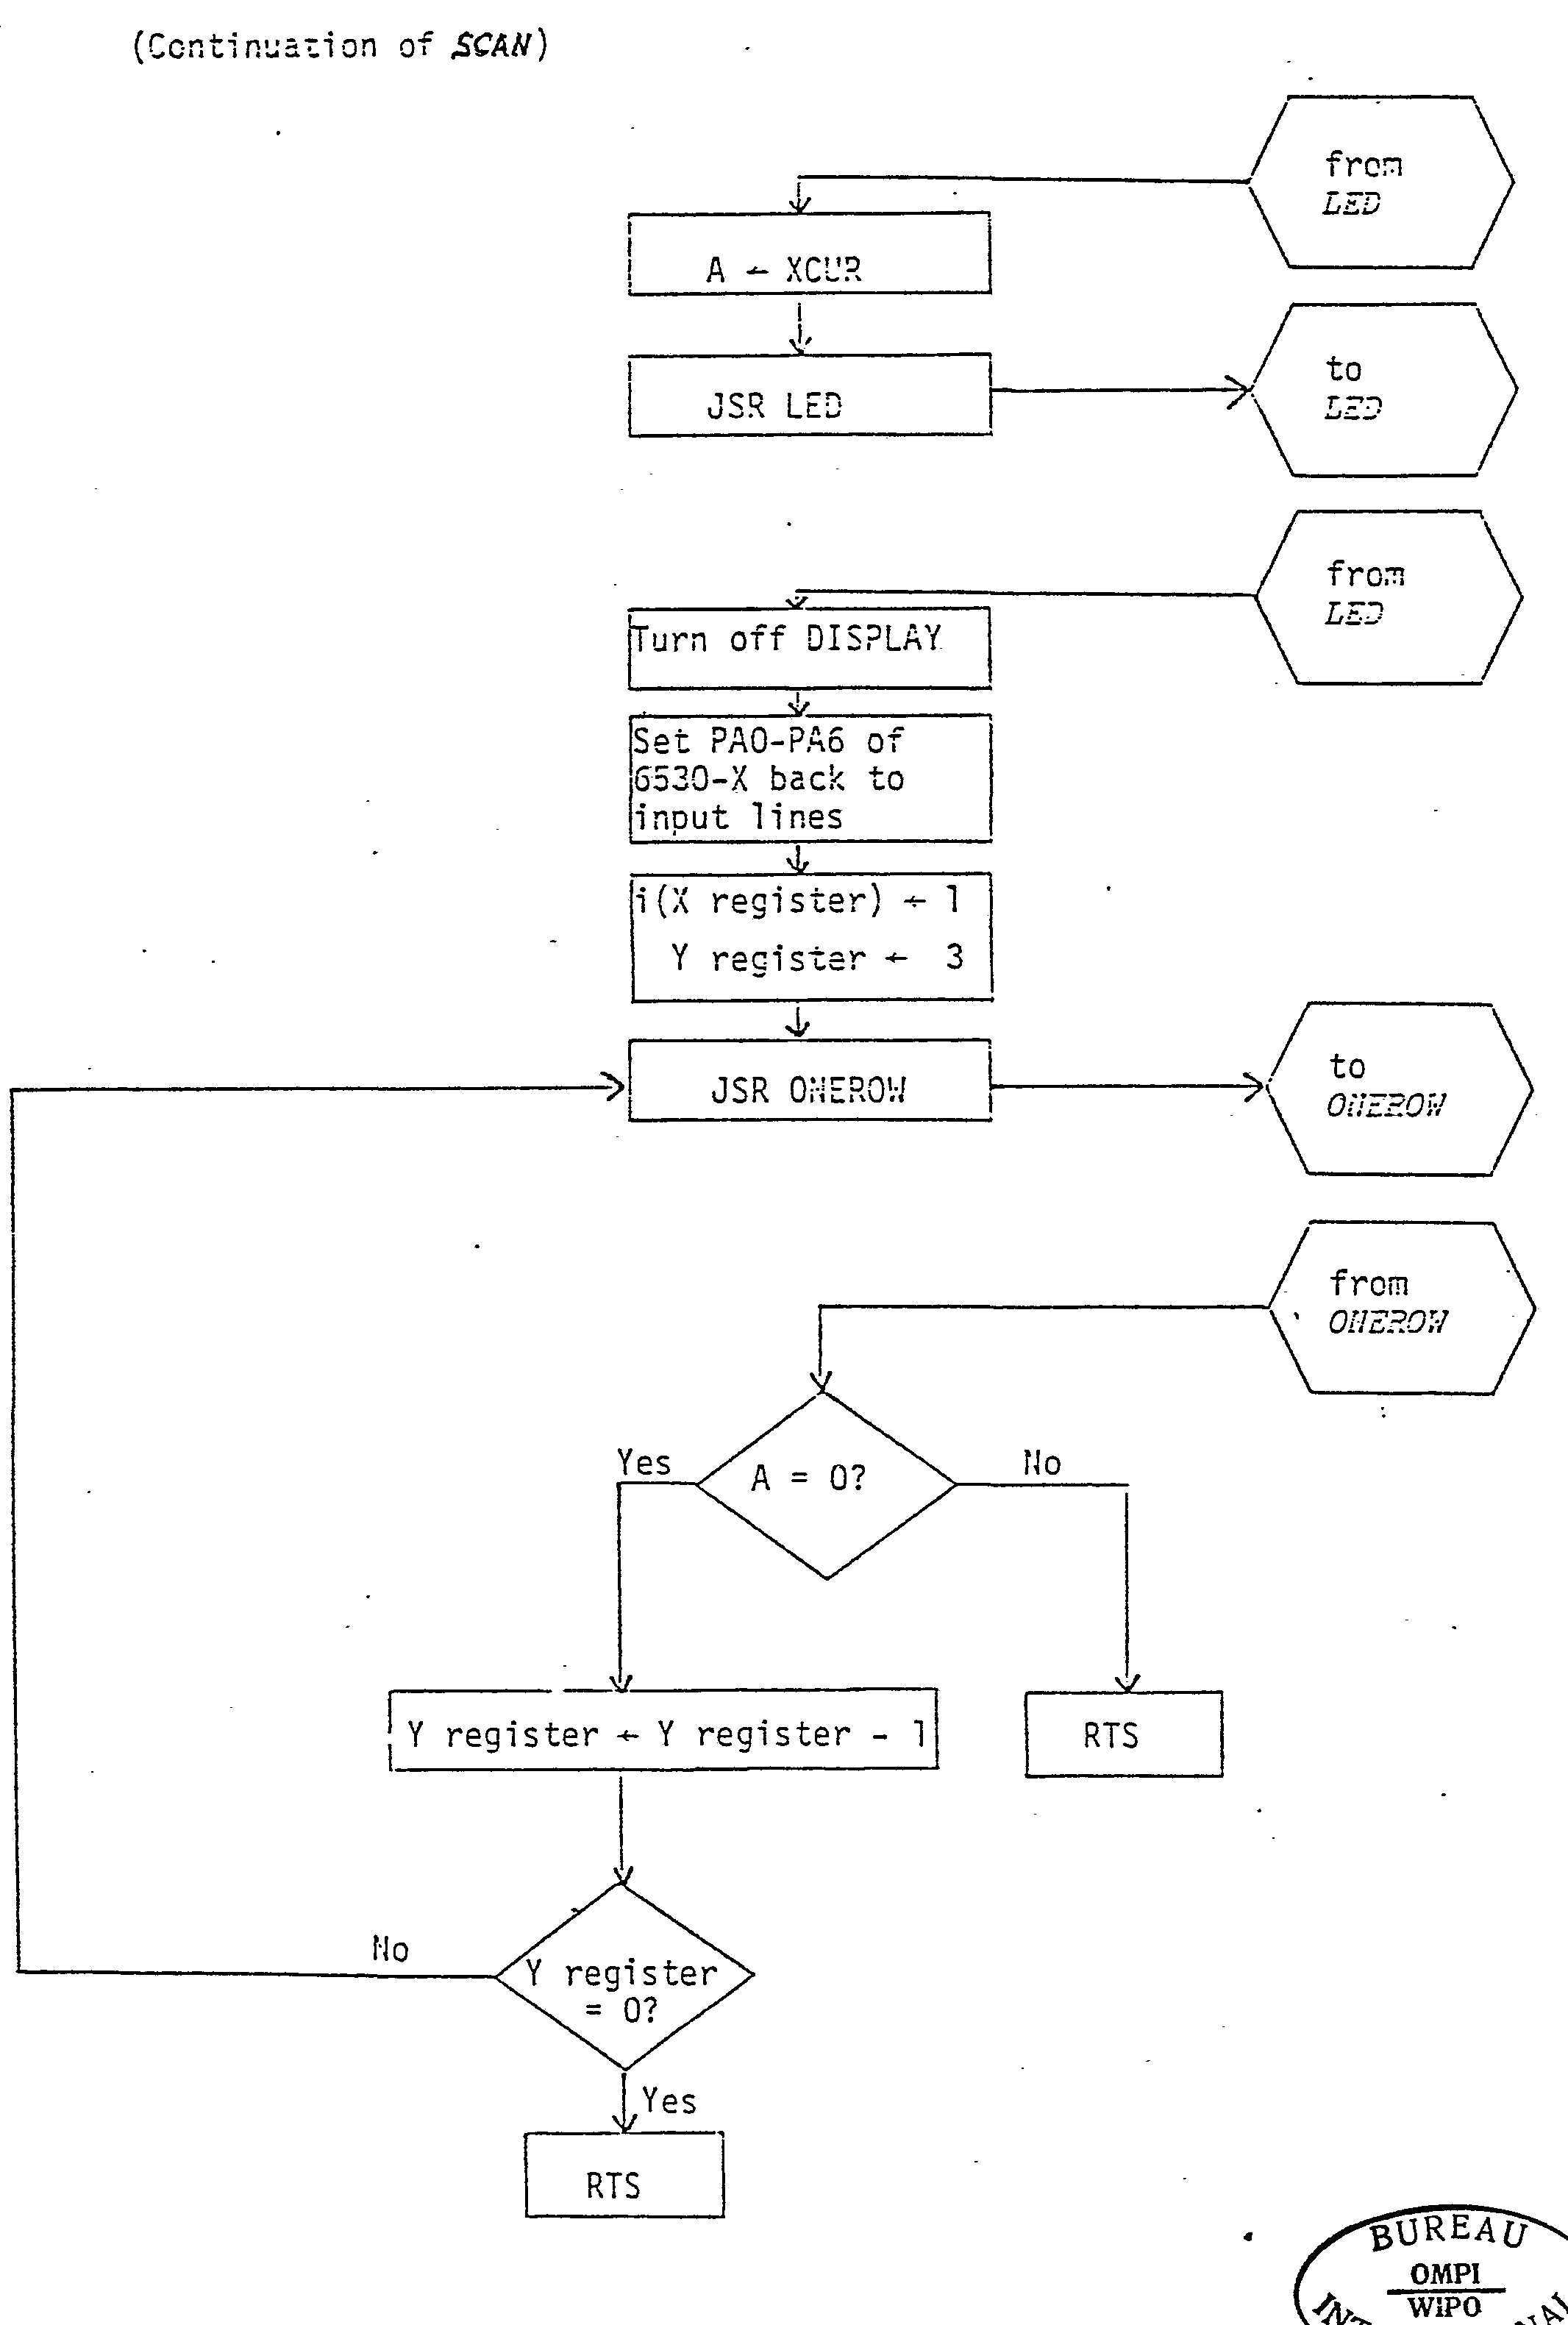 (Continuation of SCAN)
from
LED
A ← XCUR
to
LED
JSR LED
from
LED
Turn off DISPLAY
Set PA0-PA6 of
6530-X back to
input lines
i(X register) ← 1
Y register ← 3
JSR ONEROW
to
ONEROW
from
ONEROW
Yes
A = 0?
No
Y register ← Y register - 1
RTS
No
Y register
= 0?
Yes
RTS
BUREAU
OMPI
WIPO